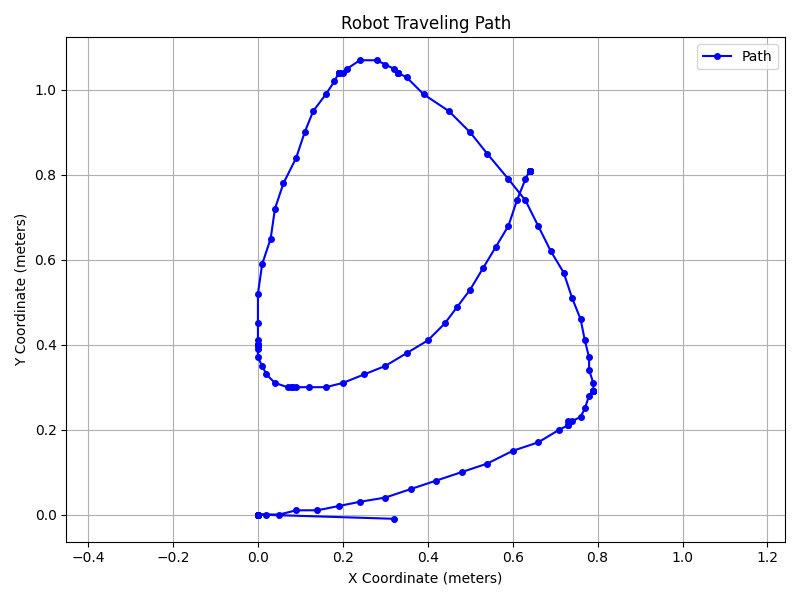 Robot Traveling Path
Path
Y Coordinate (meters)
1.0
0.8
0.6
0.4
0.2
0.0
−0.4 −0.2 0.0 0.2 0.4 0.6 0.8 1.0 1.2
X Coordinate (meters)